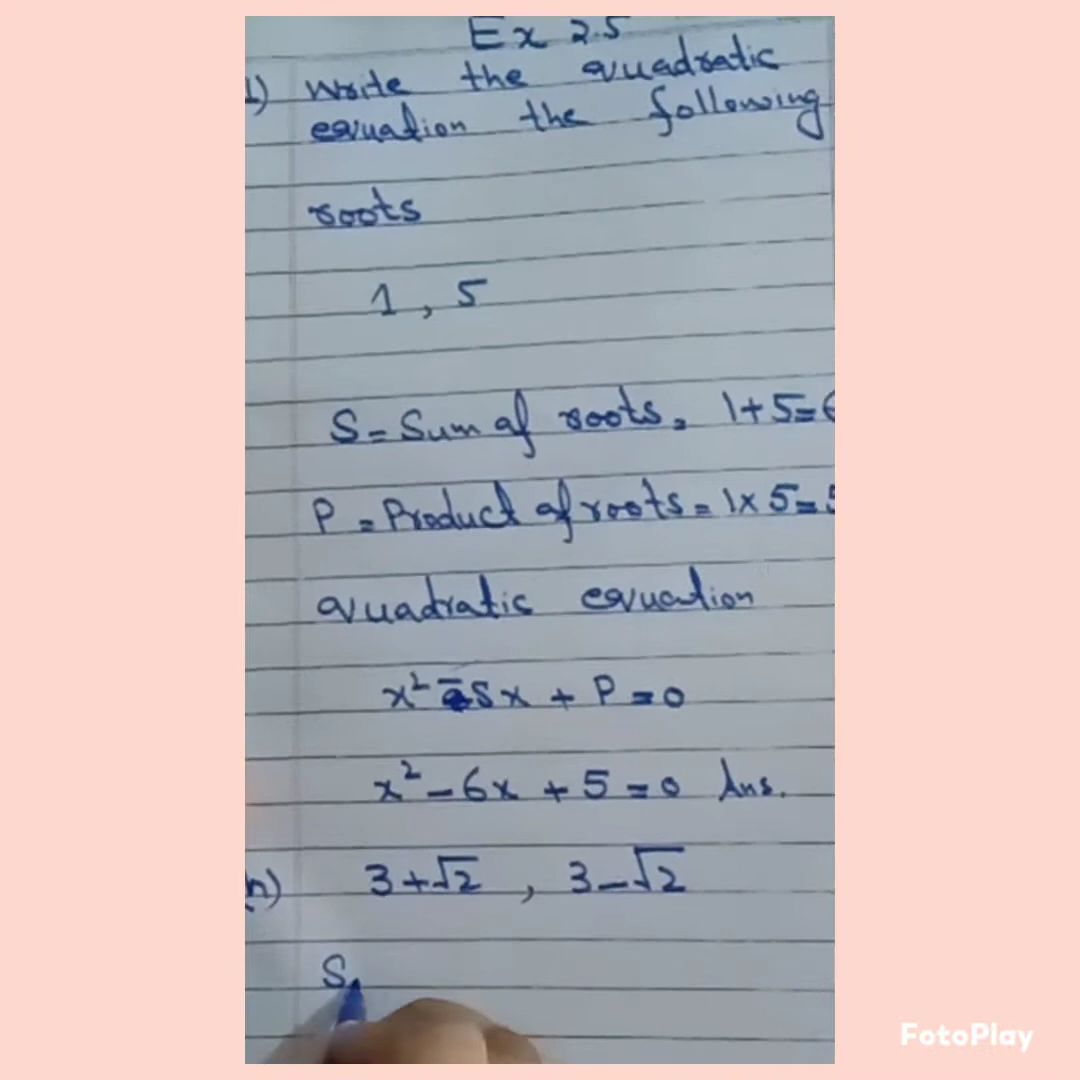 Ex 2.5
1) Write the quadratic
equation the following
roots
1 , 5
S = Sum of roots = 1+5=6
P = Product of roots = 1×5=5
quadratic equation
x² - Sx + P = 0
x² - 6x + 5 = 0 Ans.
h) 3+√2 , 3-√2
S
FotoPlay